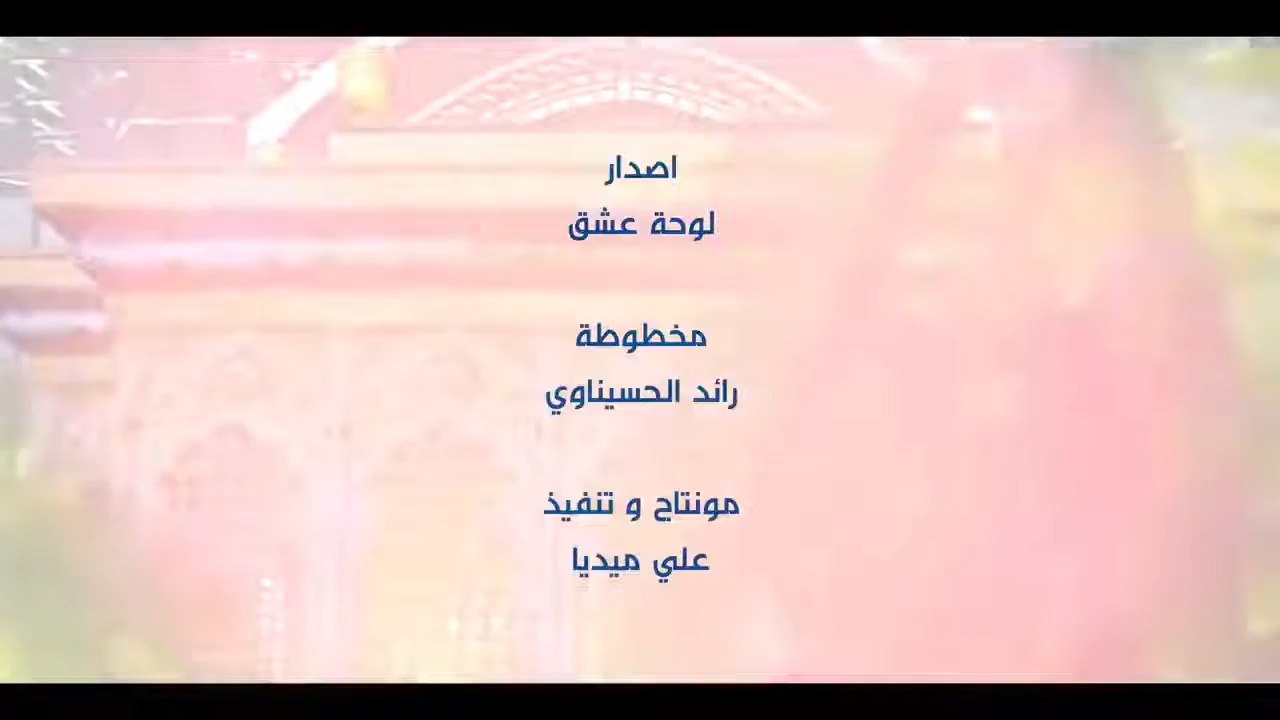 اصدار
لوحة عشق
مخطوطة
رائد الحسيناوي
مونتاج و تنفيذ
علي ميديا